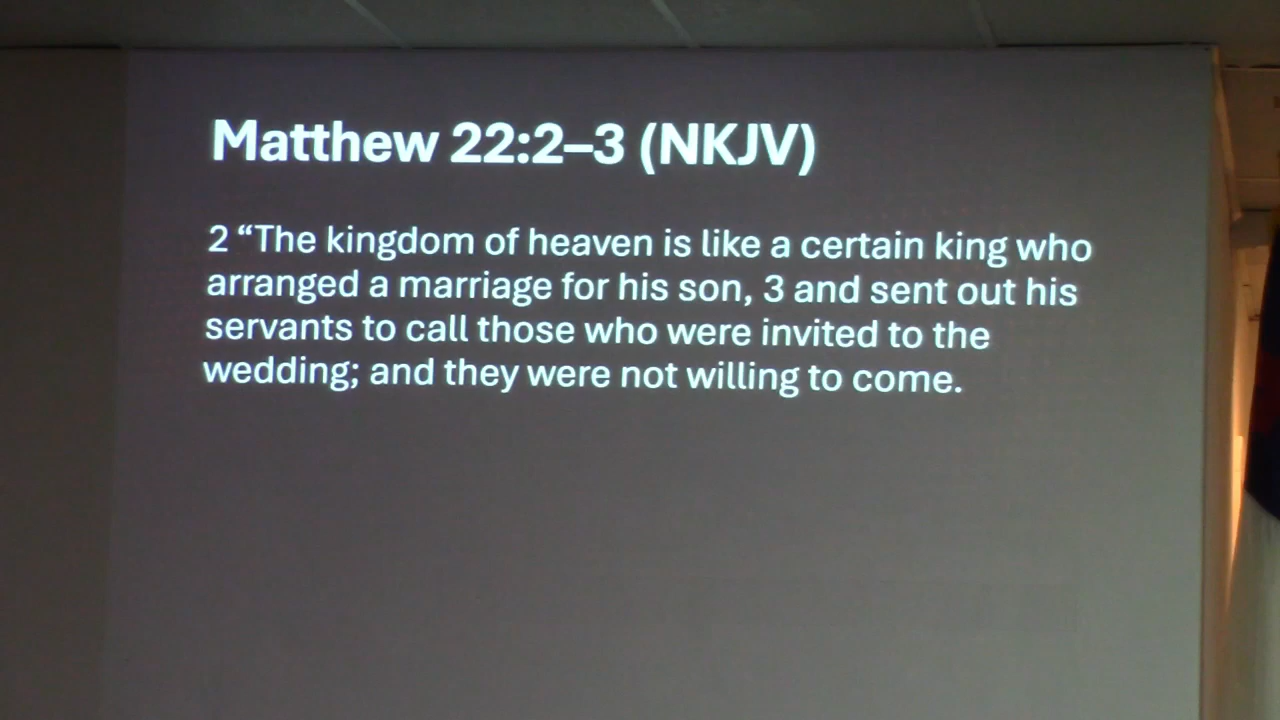 Matthew 22:2–3 (NKJV)
2 “The kingdom of heaven is like a certain king who
arranged a marriage for his son, 3 and sent out his
servants to call those who were invited to the
wedding; and they were not willing to come.